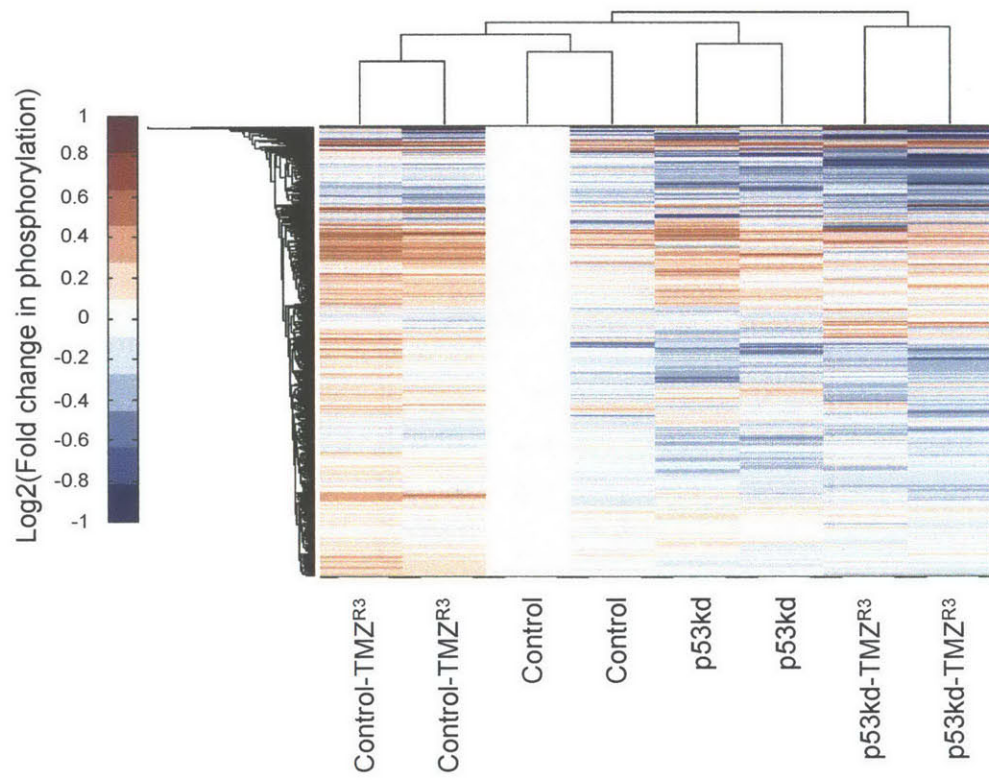 Log2(Fold change in phosphorylation)
1
0.8
0.6
0.4
0.2
0
-0.2
-0.4
-0.6
-0.8
-1
Control-TMZᴿ³
Control-TMZᴿ³
Control
Control
p53kd
p53kd
p53kd-TMZᴿ³
p53kd-TMZᴿ³